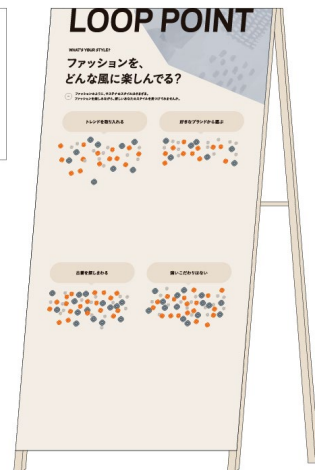 LOOP POINT
WHAT'S YOUR STYLE?
ファッションを、
どんな風に楽しんでる？
トレンドを取り入れる
好きなブランドから選ぶ
古着を探しまわる
強いこだわりはない